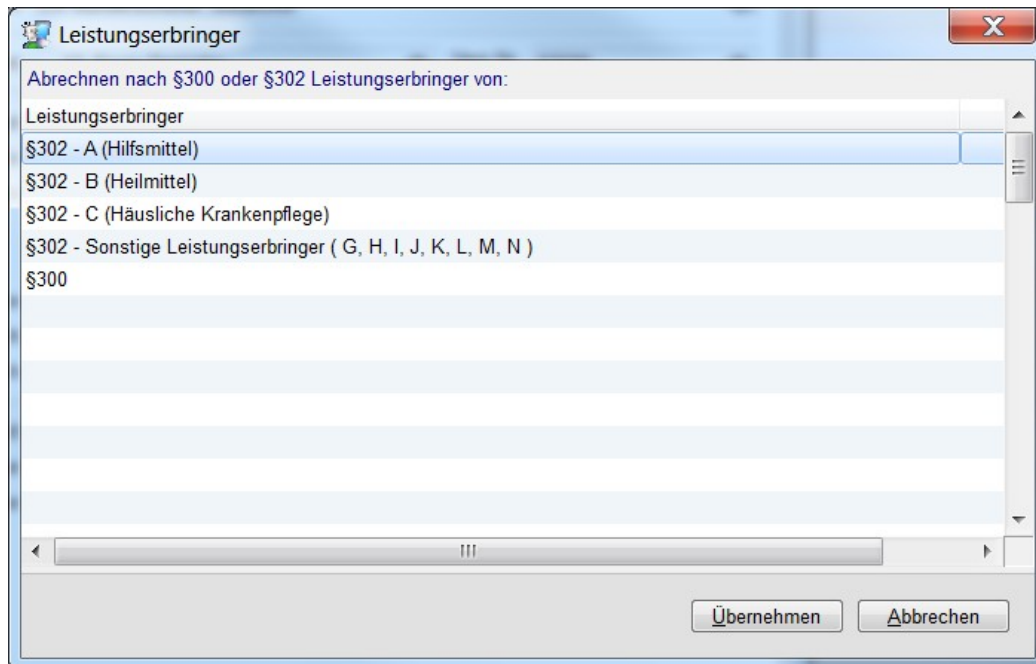 Leistungserbringer
Abrechnen nach §300 oder §302 Leistungserbringer von:
Leistungserbringer
§302 - A (Hilfsmittel)
§302 - B (Heilmittel)
§302 - C (Häusliche Krankenpflege)
§302 - Sonstige Leistungserbringer ( G, H, I, J, K, L, M, N )
§300
Übernehmen Abbrechen